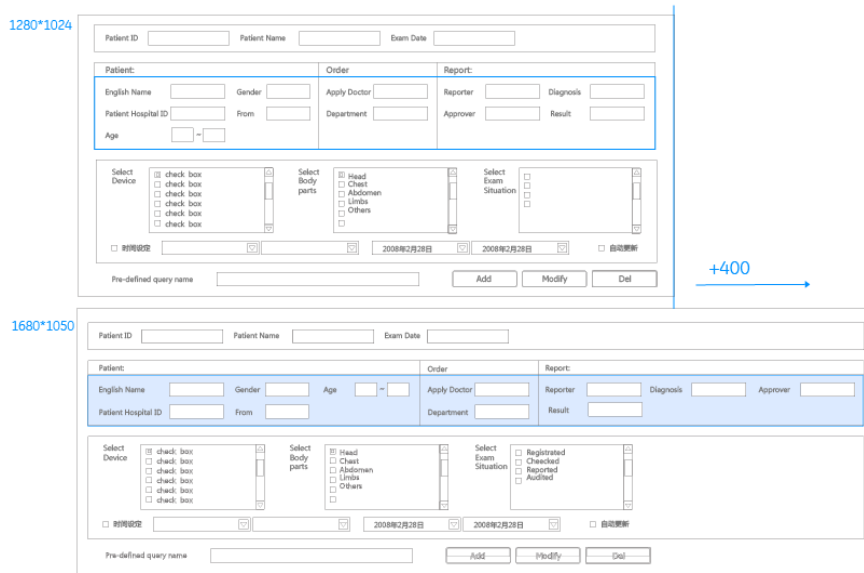 1280*1024
Patient ID Patient Name Exam Date
Patient: Order Report:
English Name Gender Apply Doctor Reporter Diagnosis
Patient Hospital ID From Department Approver Result
Age ~
Select Device Select Body parts Select Exam Situation
check box Head
check box Chest
check box Abdomen
check box Limbs
check box Others
check box
时间设定 2008年2月28日 2008年2月28日 自动更新
Pre-defined query name Add Modify Del
+400
1680*1050
Patient ID Patient Name Exam Date
Patient: Order Report:
English Name Gender Age ~ Apply Doctor Reporter Diagnosis Approver
Patient Hospital ID From Department Result
Select Device Select Body parts Select Exam Situation
check box Head Registrated
check box Chest Cheecked
check box Abdomen Reported
check box Limbs Audited
check box Others
check box
时间设定 2008年2月28日 2008年2月28日 自动更新
Pre-defined query name Add Modify Del